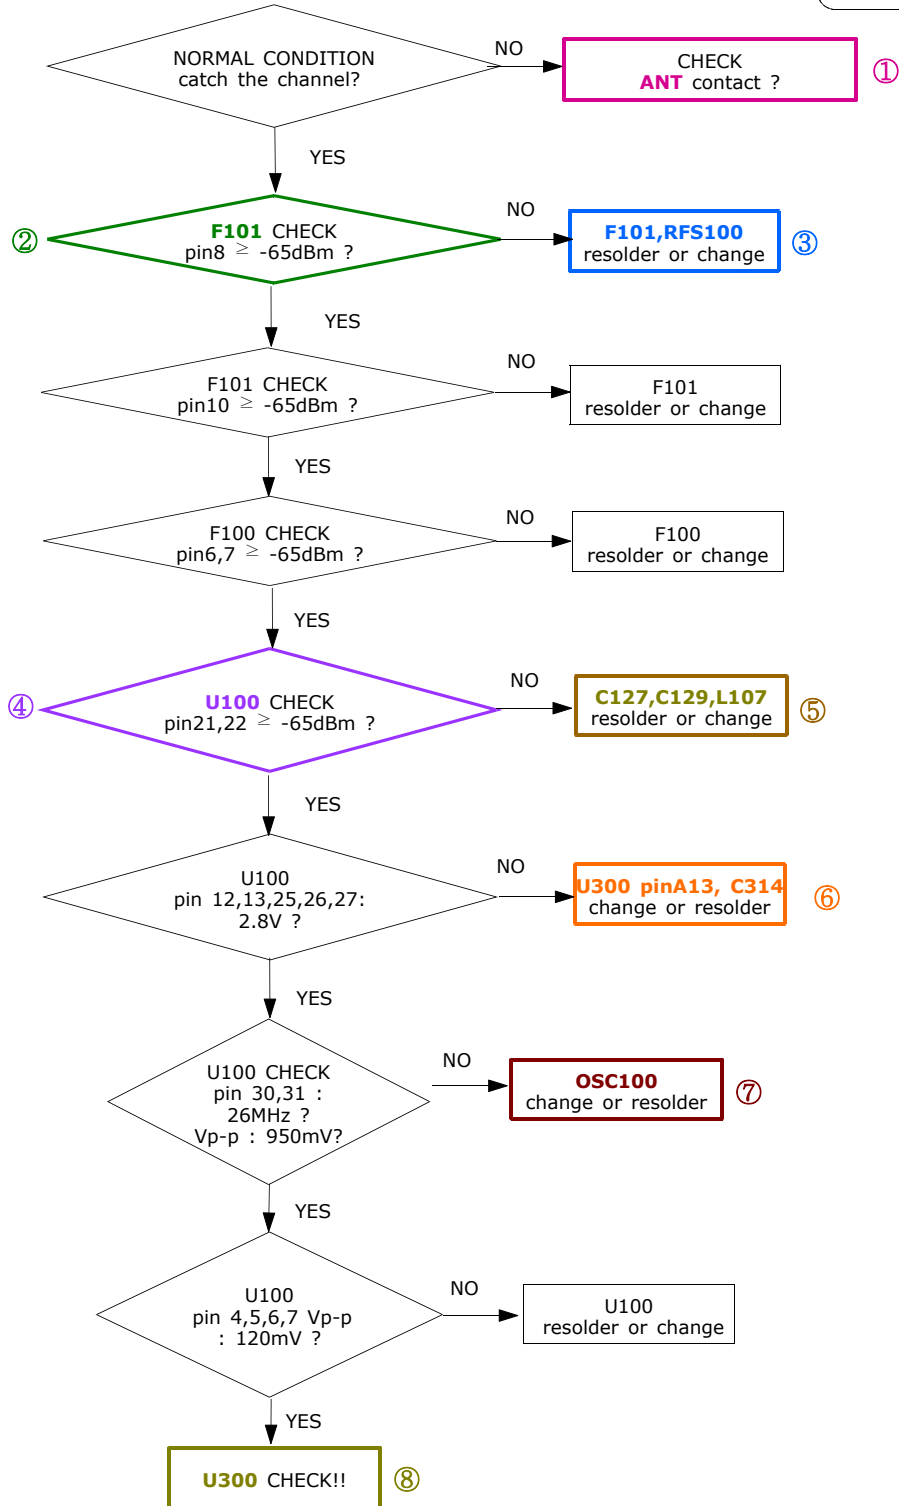 NORMAL CONDITION
catch the channel?
NO
CHECK
ANT contact ?
①
YES
②
F101 CHECK
pin8 ≥ -65dBm ?
NO
F101,RFS100
resolder or change
③
YES
F101 CHECK
pin10 ≥ -65dBm ?
NO
F101
resolder or change
YES
F100 CHECK
pin6,7 ≥ -65dBm ?
NO
F100
resolder or change
YES
④
U100 CHECK
pin21,22 ≥ -65dBm ?
NO
C127,C129,L107
resolder or change
⑤
YES
U100
pin 12,13,25,26,27:
2.8V ?
NO
U300 pinA13, C314
change or resolder
⑥
YES
U100 CHECK
pin 30,31 :
26MHz ?
Vp-p : 950mV?
NO
OSC100
change or resolder
⑦
YES
U100
pin 4,5,6,7 Vp-p
: 120mV ?
NO
U100
resolder or change
YES
U300 CHECK!!
⑧